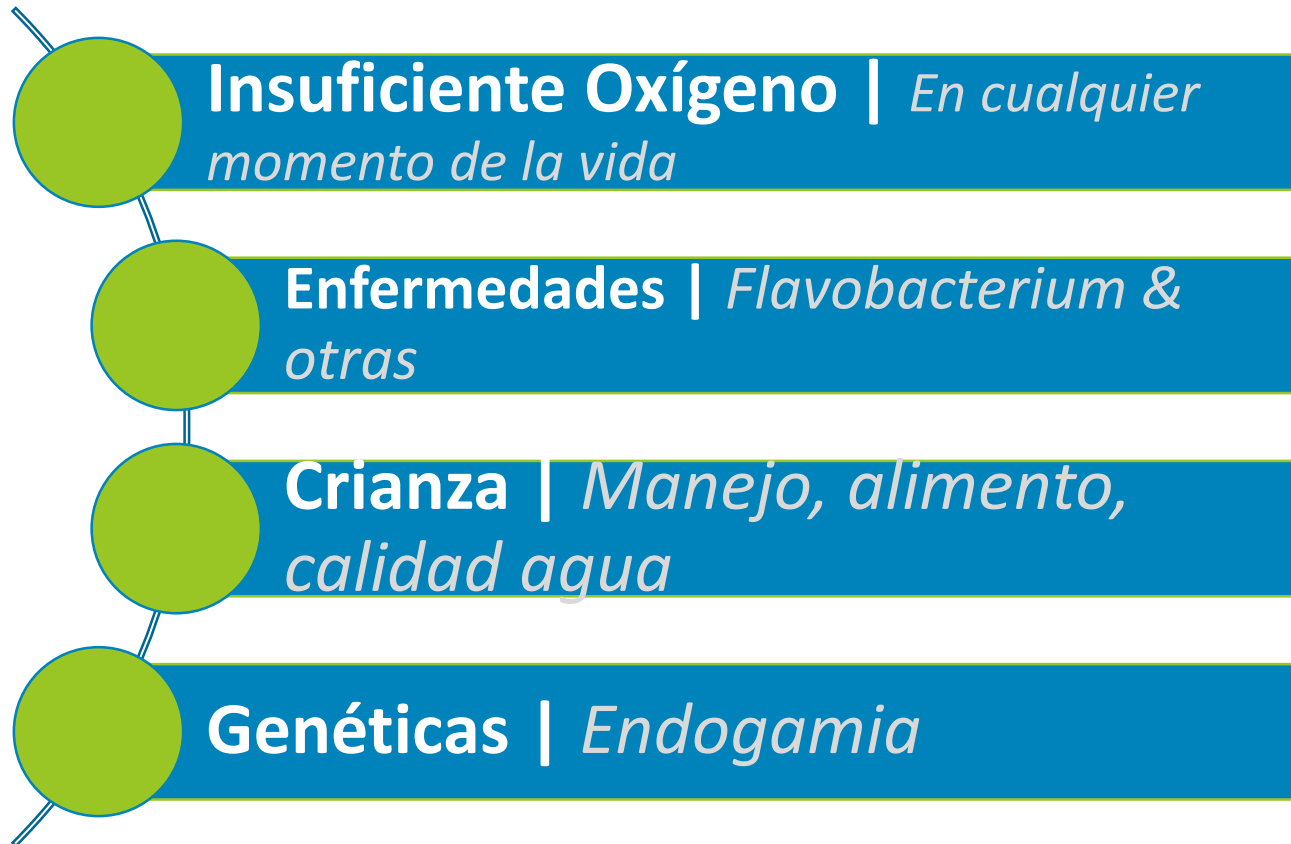 Insuficiente Oxígeno | En cualquier
momento de la vida
Enfermedades | Flavobacterium &
otras
Crianza | Manejo, alimento,
calidad agua
Genéticas | Endogamia